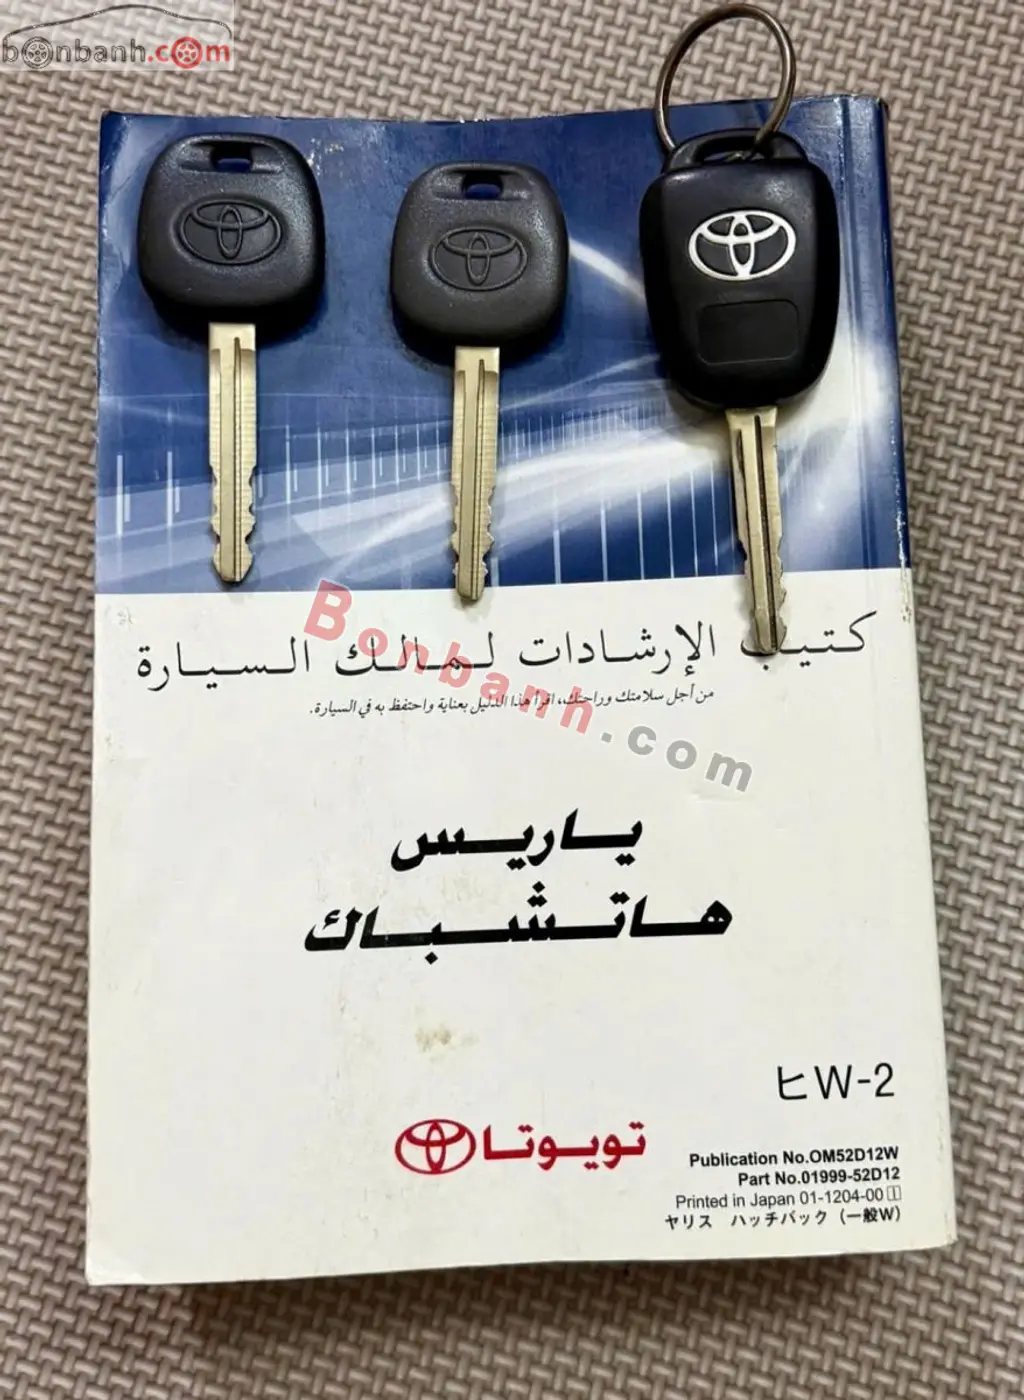 bonbanh.com
كتيب الإرشادات لمالك السيارة
من أجل سلامتك وراحتك، اقرأ هذا الدليل بعناية واحتفظ به في السيارة.
Bonbanh.com
ياريس
هاتشباك
ヒW-2
تويوتا
Publication No.OM52D12W
Part No.01999-52D12
Printed in Japan 01-1204-00 1
ヤリス ハッチバック (一般W)